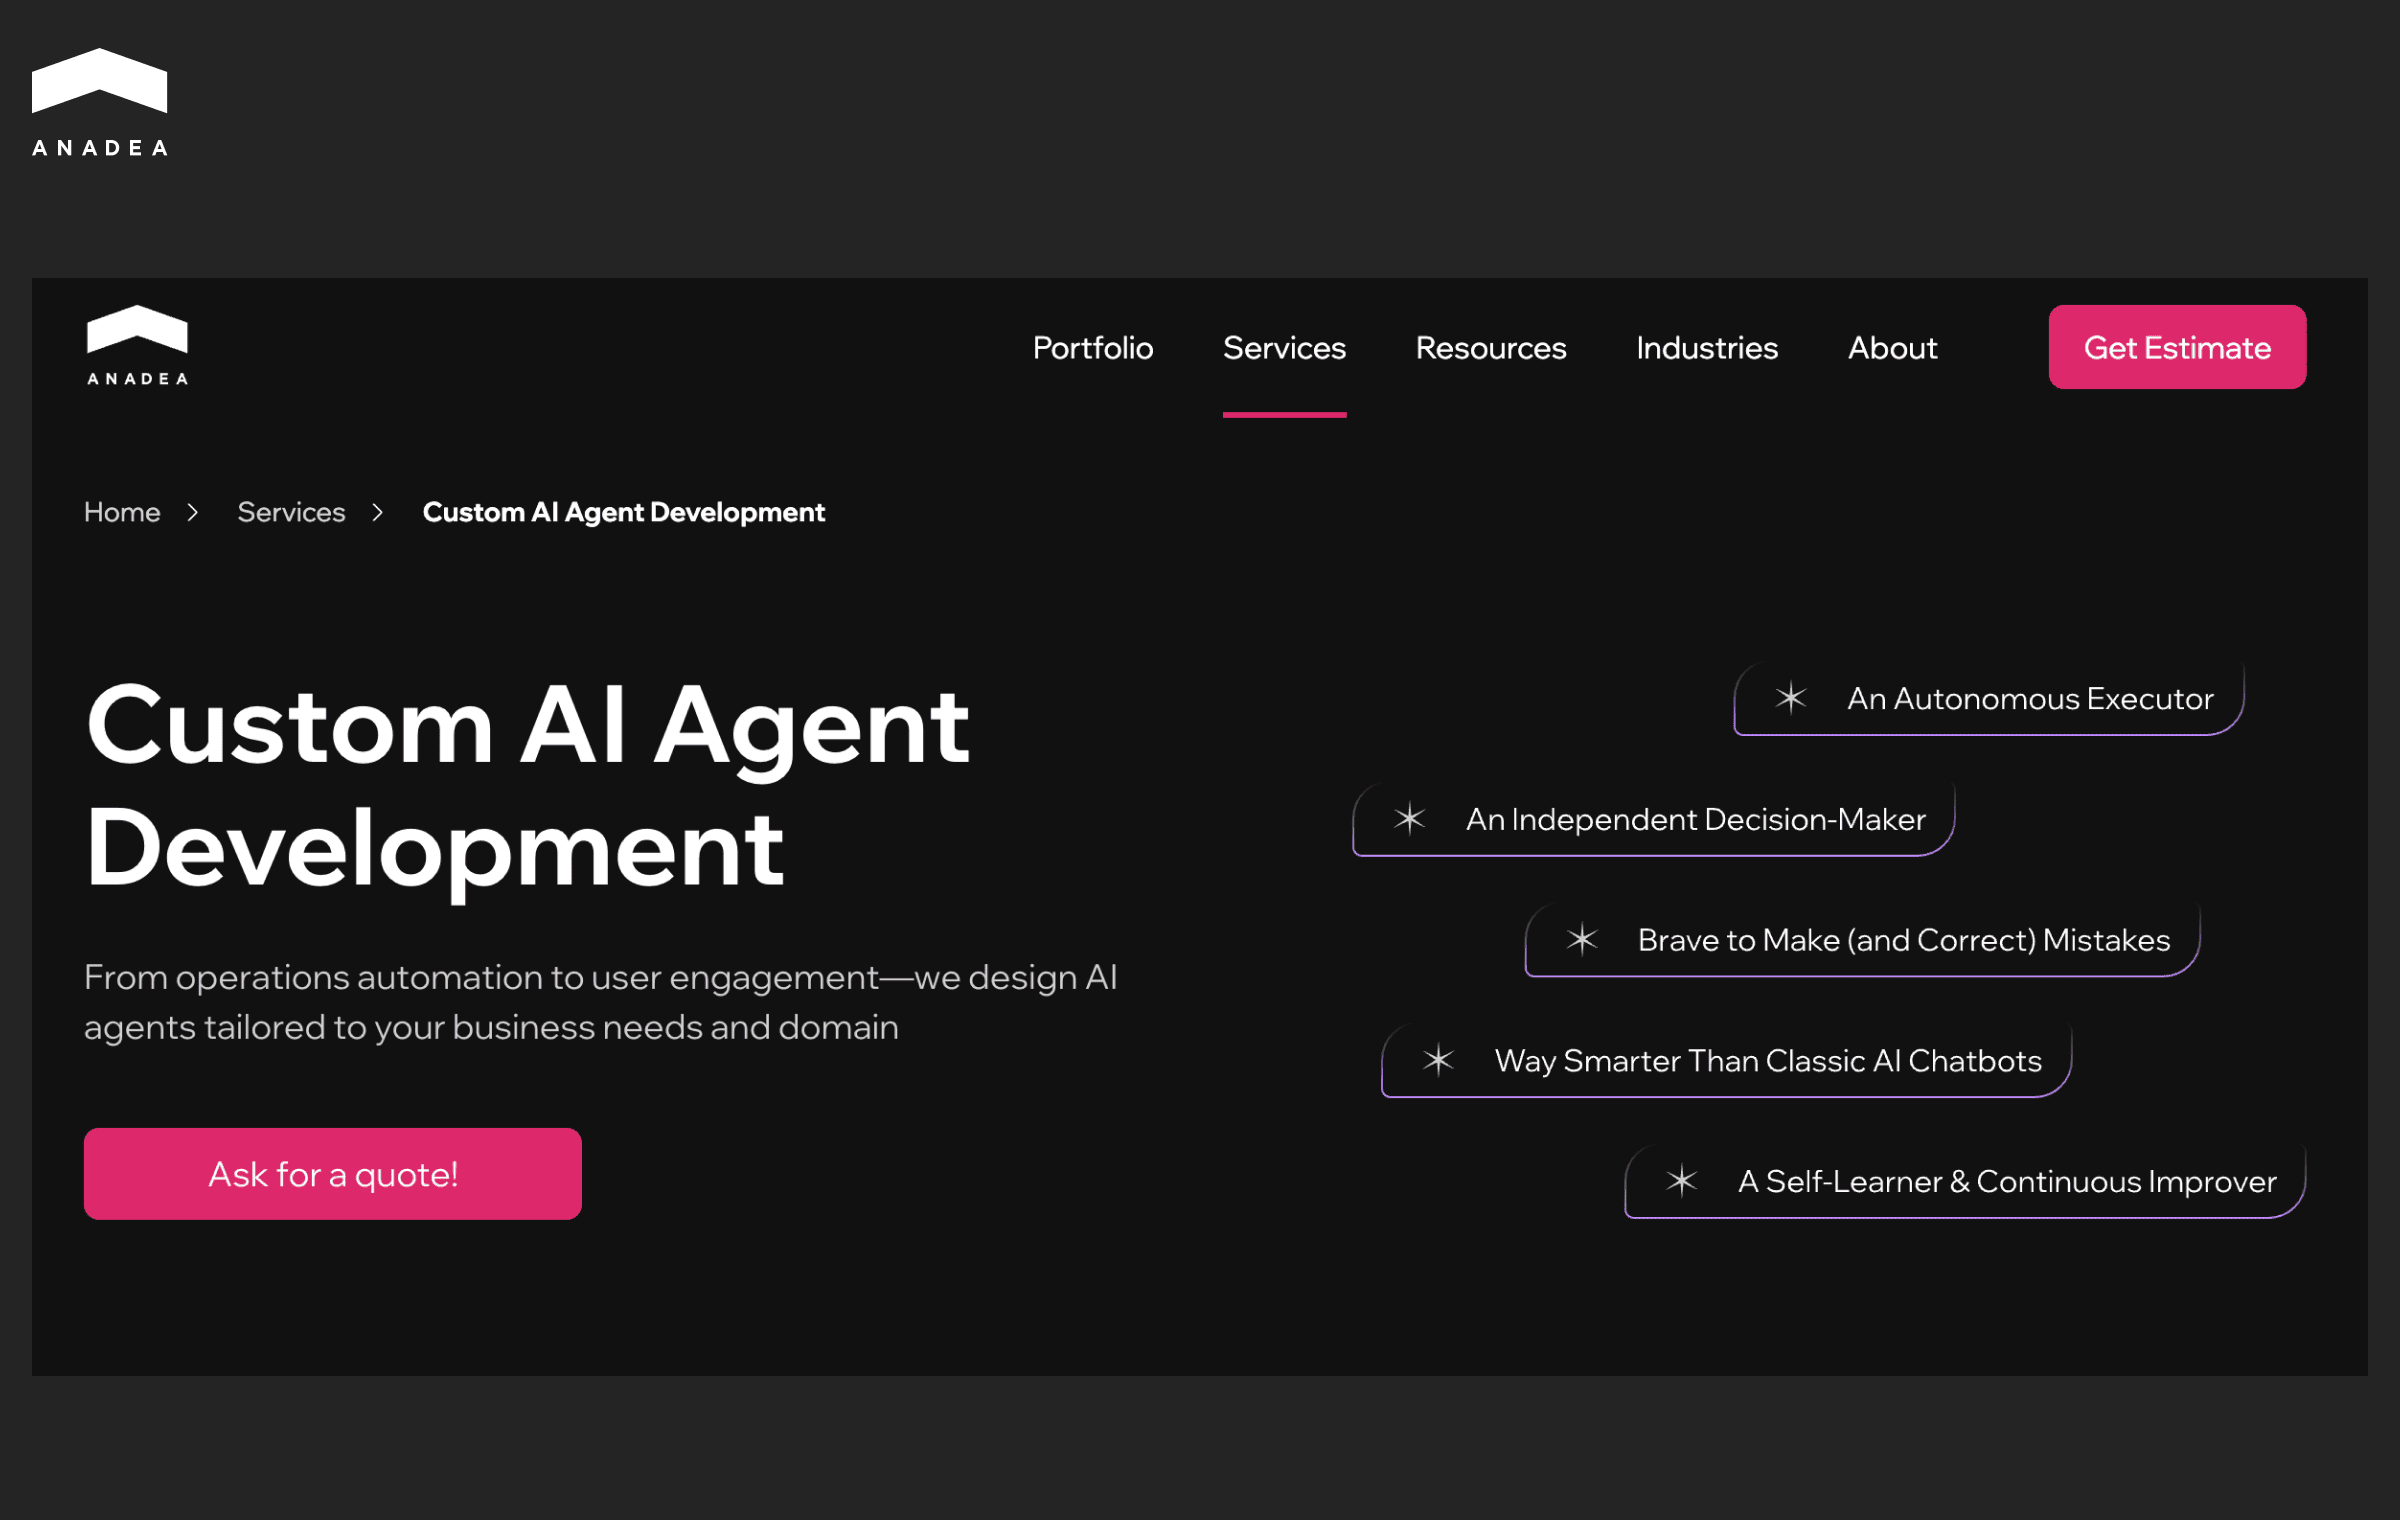 ANADEA
ANADEA
Portfolio
Services
Resources
Industries
About
Get Estimate
Home
Services
Custom AI Agent Development
Custom AI Agent
Development
From operations automation to user engagement—we design AI
agents tailored to your business needs and domain
Ask for a quote!
An Autonomous Executor
An Independent Decision-Maker
Brave to Make (and Correct) Mistakes
Way Smarter Than Classic AI Chatbots
A Self-Learner & Continuous Improver